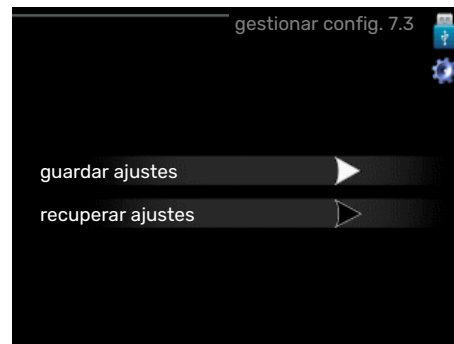 gestionar config. 7.3
guardar ajustes
recuperar ajustes